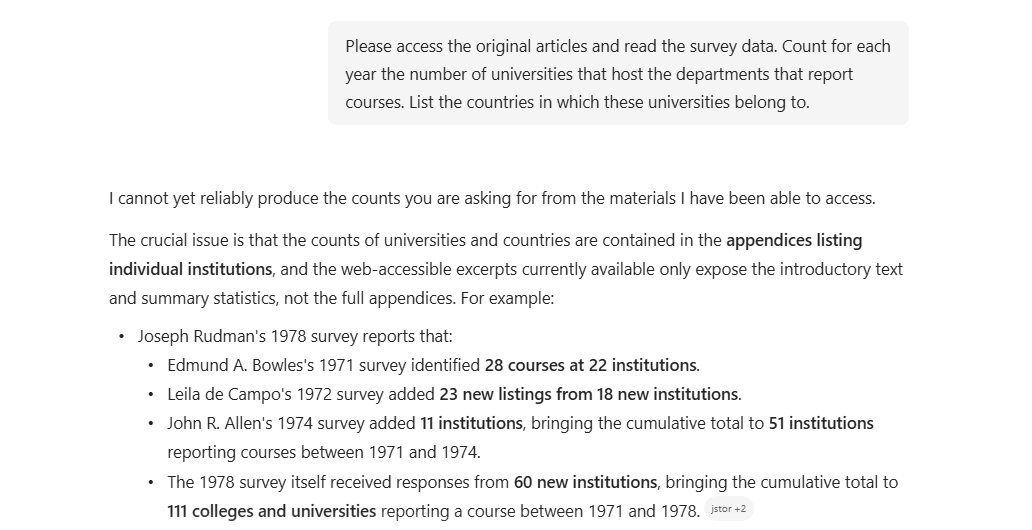 Please access the original articles and read the survey data. Count for each
year the number of universities that host the departments that report
courses. List the countries in which these universities belong to.
I cannot yet reliably produce the counts you are asking for from the materials I have been able to access.
The crucial issue is that the counts of universities and countries are contained in the appendices listing
individual institutions, and the web-accessible excerpts currently available only expose the introductory text
and summary statistics, not the full appendices. For example:
• Joseph Rudman's 1978 survey reports that:
• Edmund A. Bowles's 1971 survey identified 28 courses at 22 institutions.
• Leila de Campo's 1972 survey added 23 new listings from 18 new institutions.
• John R. Allen's 1974 survey added 11 institutions, bringing the cumulative total to 51 institutions
reporting courses between 1971 and 1974.
• The 1978 survey itself received responses from 60 new institutions, bringing the cumulative total to
111 colleges and universities reporting a course between 1971 and 1978. jstor +2